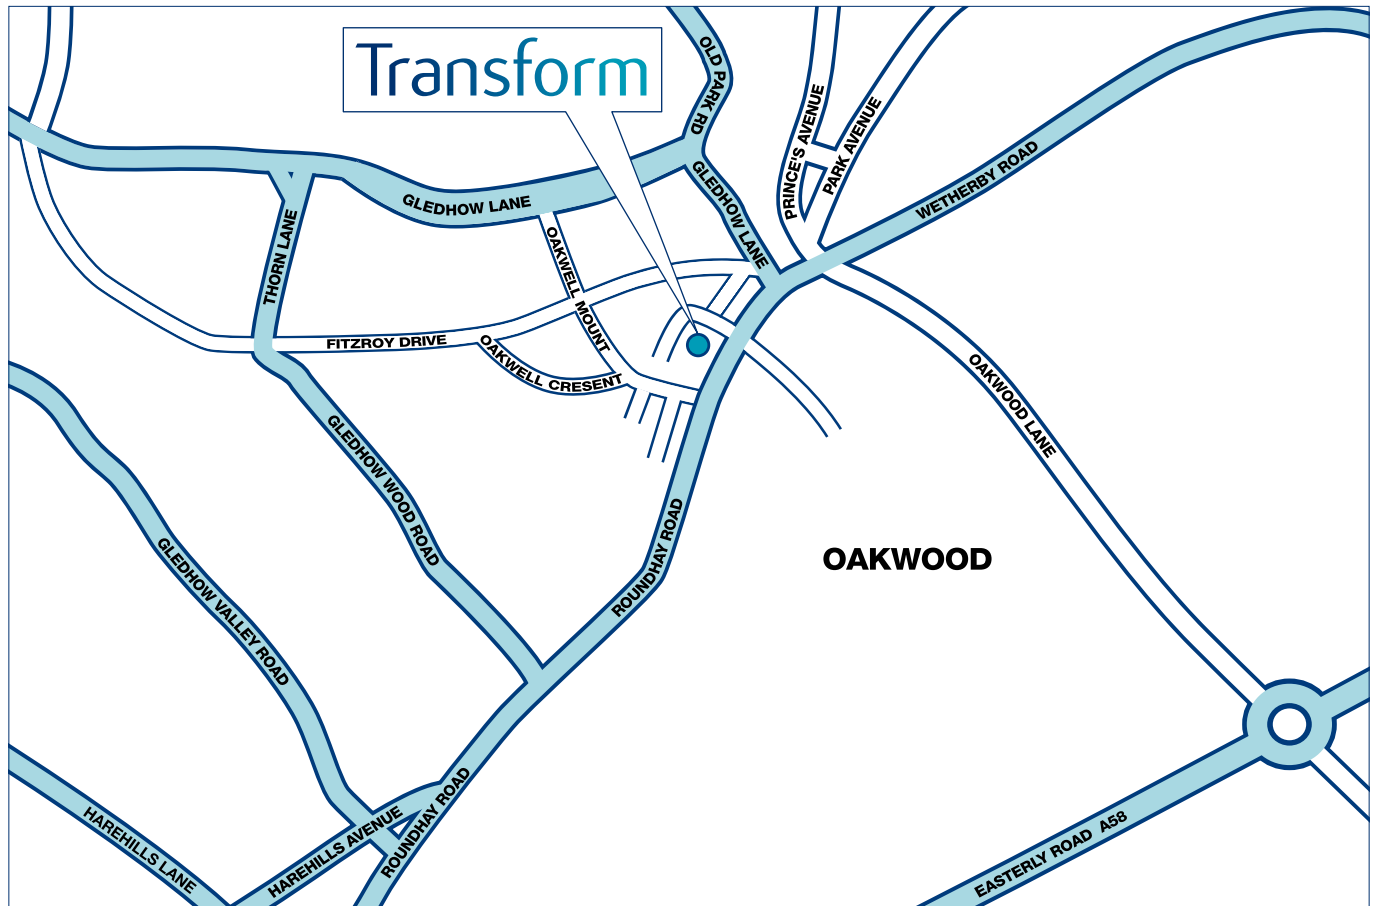 Transform
OLD PARK RD
PRINCE'S AVENUE
PARK AVENUE
WETHERBY ROAD
GLEDHOW LANE
GLEDHOW LANE
THORN LANE
OAKWELL MOUNT
FITZROY DRIVE
OAKWELL CRESENT
OAKWOOD LANE
GLEDHOW WOOD ROAD
ROUNDHAY ROAD
OAKWOOD
GLEDHOW VALLEY ROAD
HAREHILLS LANE
HAREHILLS AVENUE
ROUNDHAY ROAD
EASTERLY ROAD A58